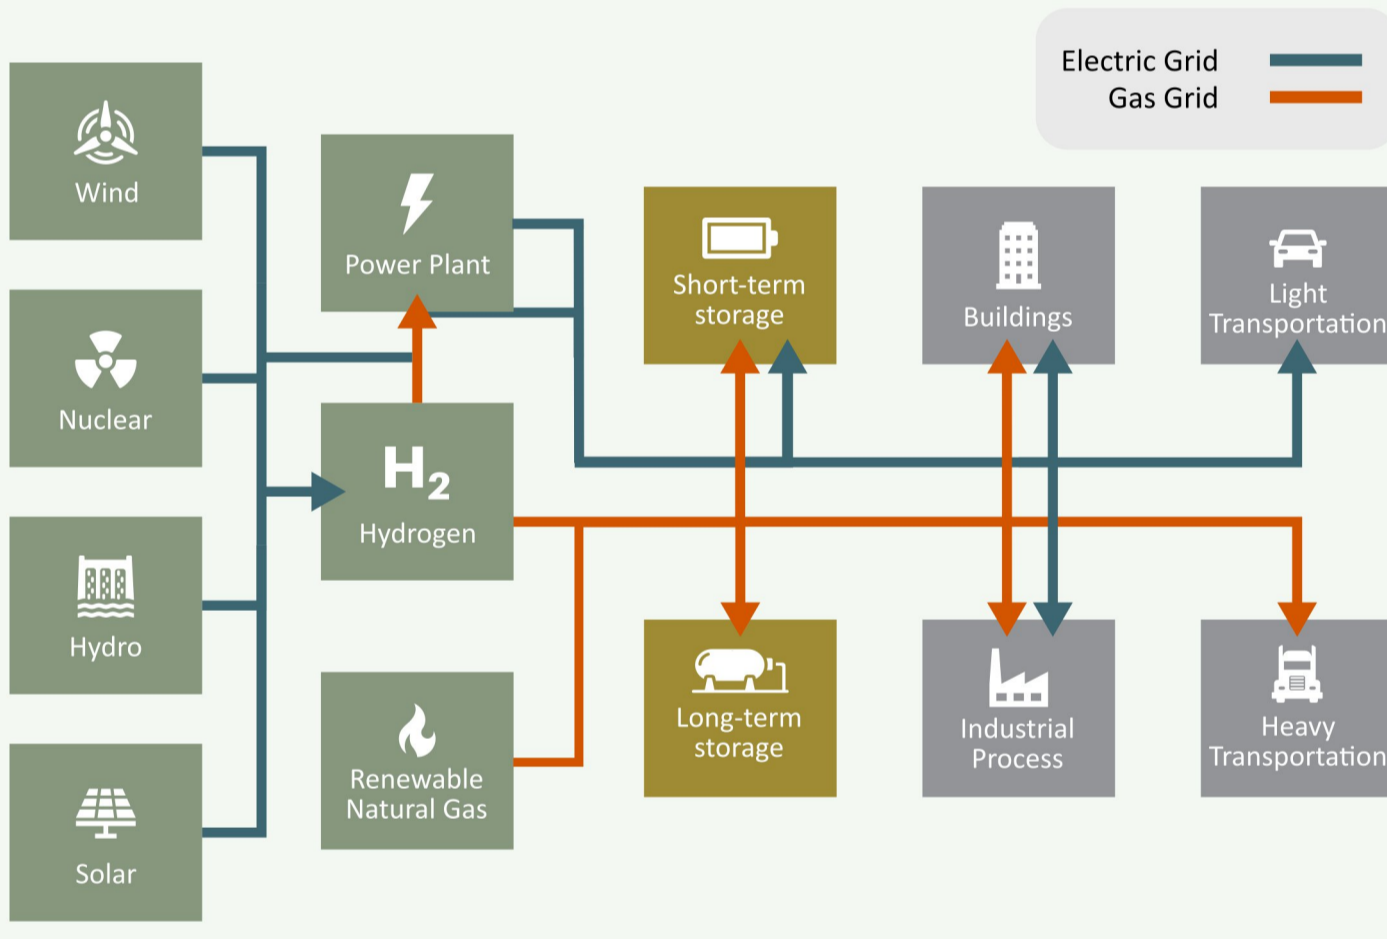 Electric Grid
Gas Grid
Wind
Power Plant
Short-term
storage
Buildings
Light
Transportation
Nuclear
H₂
Hydrogen
Hydro
Renewable
Natural Gas
Long-term
storage
Industrial
Process
Heavy
Transportation
Solar